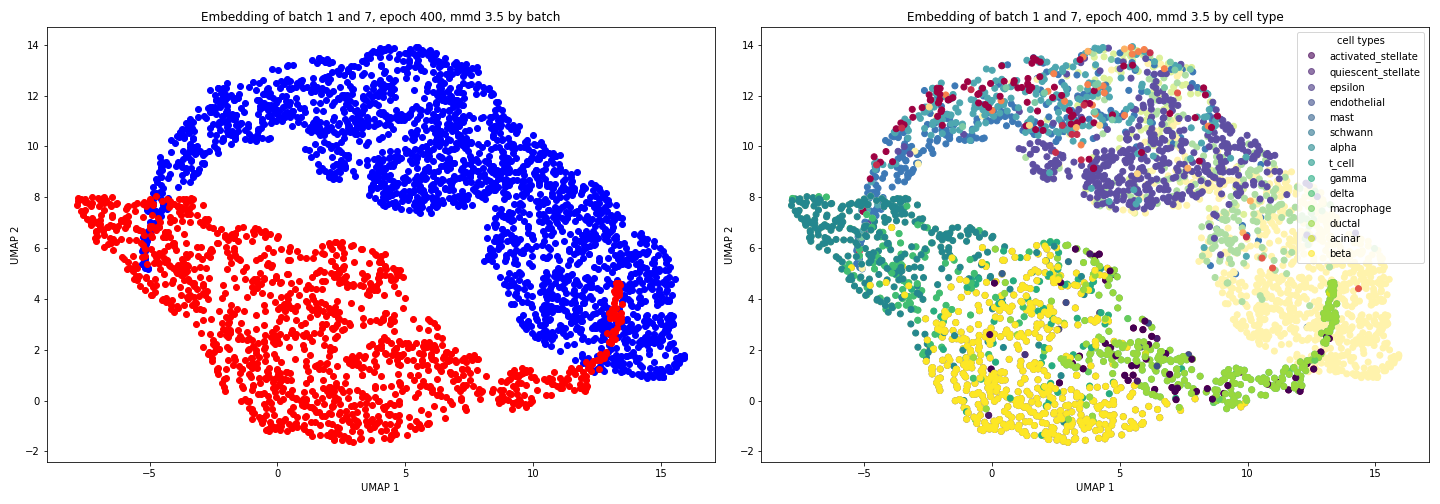 Embedding of batch 1 and 7, epoch 400, mmd 3.5 by batch
14
12
10
8
6
4
2
0
−2
UMAP 2
−5
0
5
10
15
UMAP 1
Embedding of batch 1 and 7, epoch 400, mmd 3.5 by cell type
14
12
10
8
6
4
2
0
−2
UMAP 2
−5
0
5
10
15
UMAP 1
cell types
activated_stellate
quiescent_stellate
epsilon
endothelial
mast
schwann
alpha
t_cell
gamma
delta
macrophage
ductal
acinar
beta